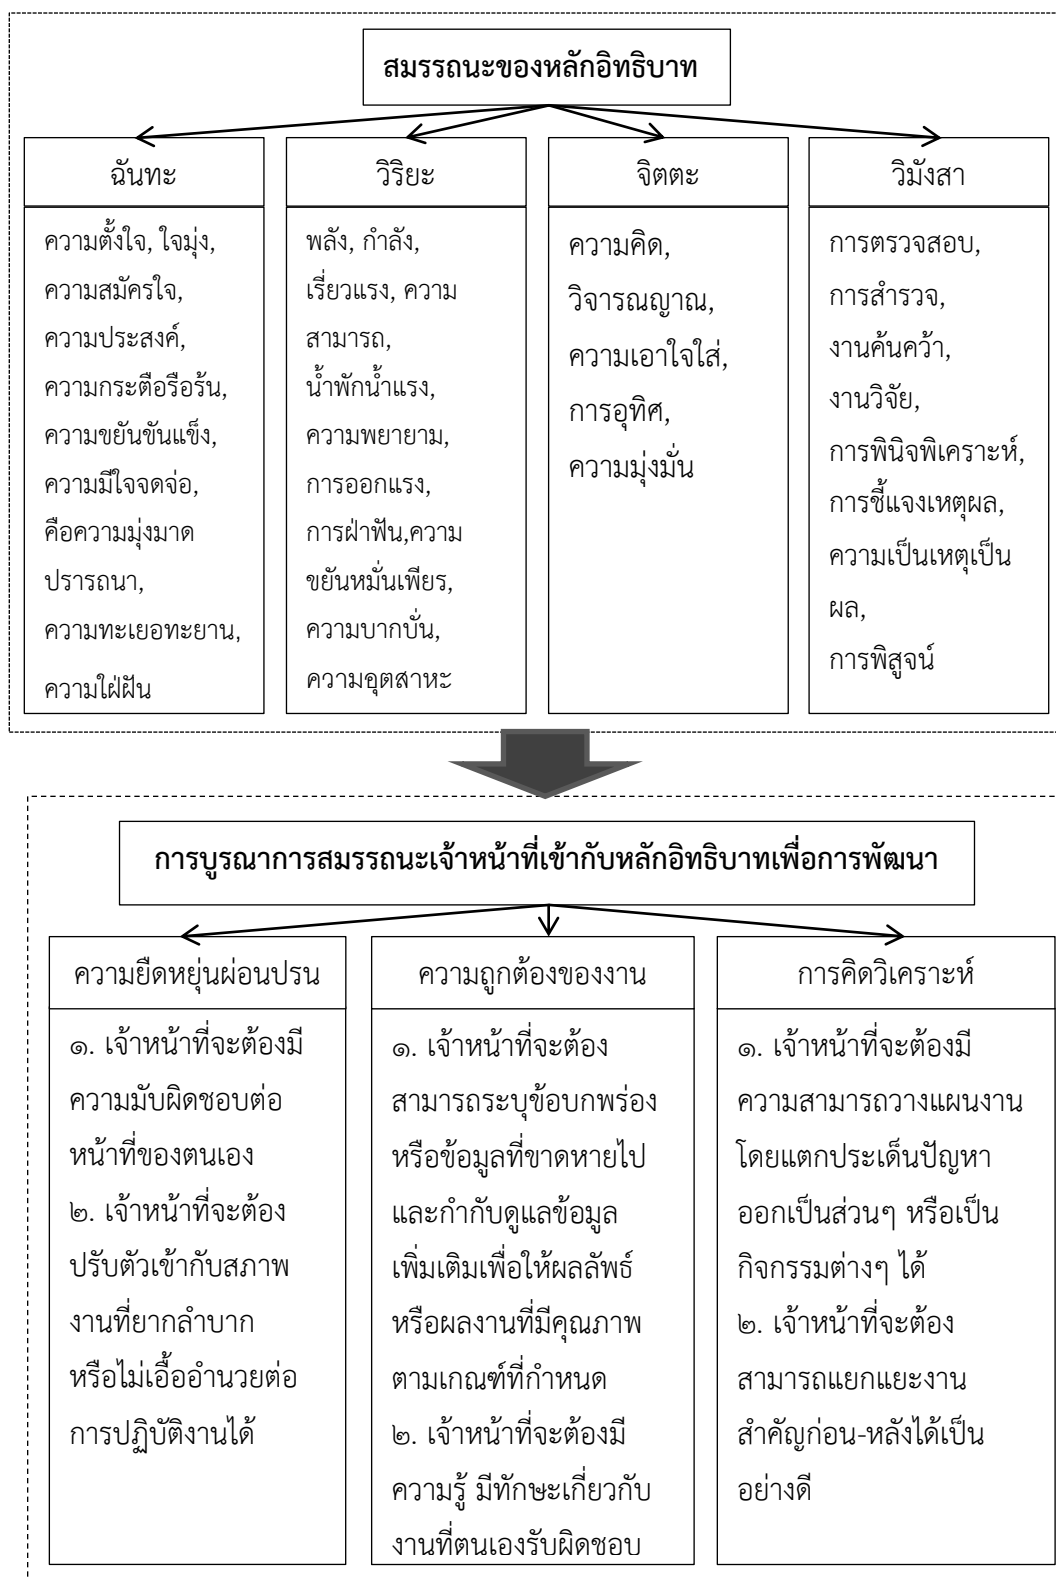 สมรรถนะของหลักอิทธิบาท
ฉันทะ
ความตั้งใจ, ใจมุ่ง,
ความสมัครใจ,
ความประสงค์,
ความกระตือรือร้น,
ความขยันขันแข็ง,
ความมีใจจดจ่อ,
คือความมุ่งมาด
ปรารถนา,
ความทะเยอทะยาน,
ความใฝ่ฝัน
วิริยะ
พลัง, กำลัง,
เรี่ยวแรง, ความ
สามารถ,
น้ำพักน้ำแรง,
ความพยายาม,
การออกแรง,
การฝ่าฟัน,ความ
ขยันหมั่นเพียร,
ความบากบั่น,
ความอุตสาหะ
จิตตะ
ความคิด,
วิจารณญาณ,
ความเอาใจใส่,
การอุทิศ,
ความมุ่งมั่น
วิมังสา
การตรวจสอบ,
การสำรวจ,
งานค้นคว้า,
งานวิจัย,
การพินิจพิเคราะห์,
การชี้แจงเหตุผล,
ความเป็นเหตุเป็น
ผล,
การพิสูจน์
การบูรณาการสมรรถนะเจ้าหน้าที่เข้ากับหลักอิทธิบาทเพื่อการพัฒนา
ความยืดหยุ่นผ่อนปรน
๑. เจ้าหน้าที่จะต้องมี
ความมับผิดชอบต่อ
หน้าที่ของตนเอง
๒. เจ้าหน้าที่จะต้อง
ปรับตัวเข้ากับสภาพ
งานที่ยากลำบาก
หรือไม่เอื้ออำนวยต่อ
การปฏิบัติงานได้
ความถูกต้องของงาน
๑. เจ้าหน้าที่จะต้อง
สามารถระบุข้อบกพร่อง
หรือข้อมูลที่ขาดหายไป
และกำกับดูแลข้อมูล
เพิ่มเติมเพื่อให้ผลลัพธ์
หรือผลงานที่มีคุณภาพ
ตามเกณฑ์ที่กำหนด
๒. เจ้าหน้าที่จะต้องมี
ความรู้ มีทักษะเกี่ยวกับ
งานที่ตนเองรับผิดชอบ
การคิดวิเคราะห์
๑. เจ้าหน้าที่จะต้องมี
ความสามารถวางแผนงาน
โดยแตกประเด็นปัญหา
ออกเป็นส่วนๆ หรือเป็น
กิจกรรมต่างๆ ได้
๒. เจ้าหน้าที่จะต้อง
สามารถแยกแยะงาน
สำคัญก่อน-หลังได้เป็น
อย่างดี